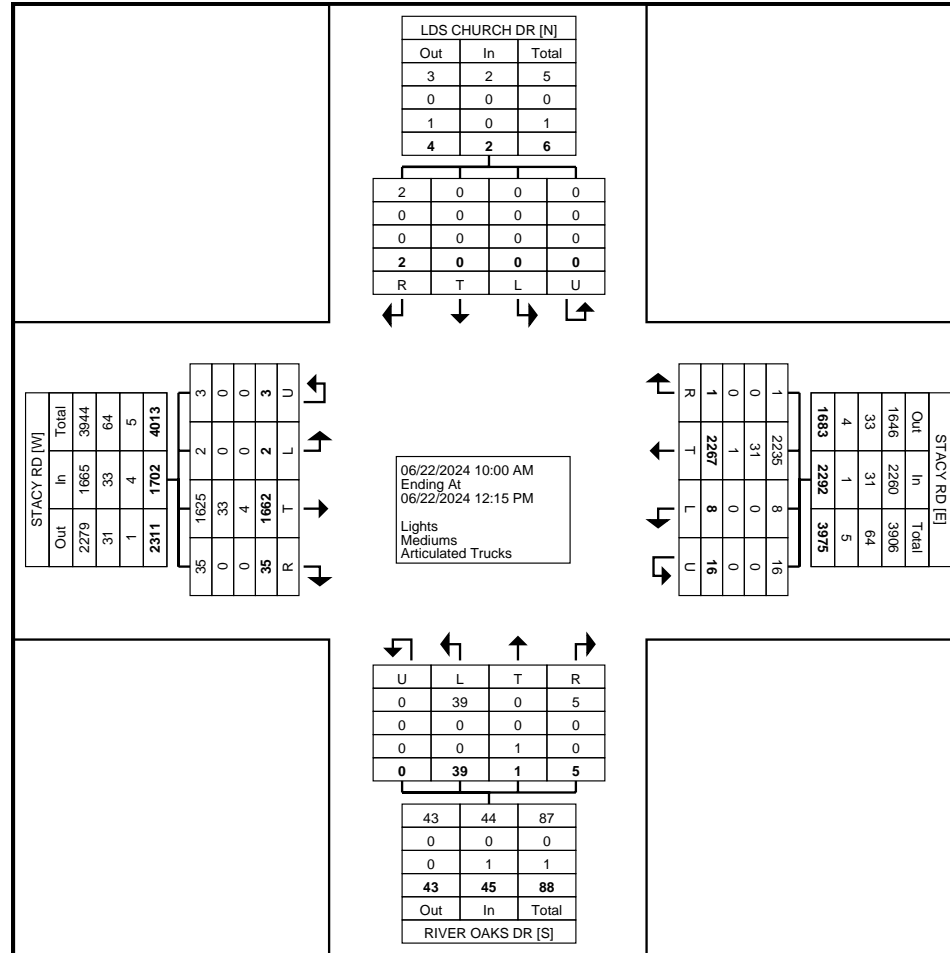 LDS CHURCH DR [N]
Out In Total
3 2 5
0 0 0
1 0 1
4 2 6
2 0 0 0
0 0 0 0
0 0 0 0
2 0 0 0
R T L U
STACY RD [W]
Total In Out
3944 1665 2279
64 33 31
5 4 1
4013 1702 2311
3 2 1625 35
0 0 33 0
0 0 4 0
3 2 1662 35
U L T R
06/22/2024 10:00 AM
Ending At
06/22/2024 12:15 PM
Lights
Mediums
Articulated Trucks
R T L U
1 2267 8 16
0 1 0 0
0 31 0 0
1 2235 8 16
STACY RD [E]
Out In Total
1646 2260 3906
33 31 64
4 1 5
1683 2292 3975
U L T R
0 39 0 5
0 0 0 0
0 0 1 0
0 39 1 5
43 44 87
0 0 0
0 1 1
43 45 88
Out In Total
RIVER OAKS DR [S]